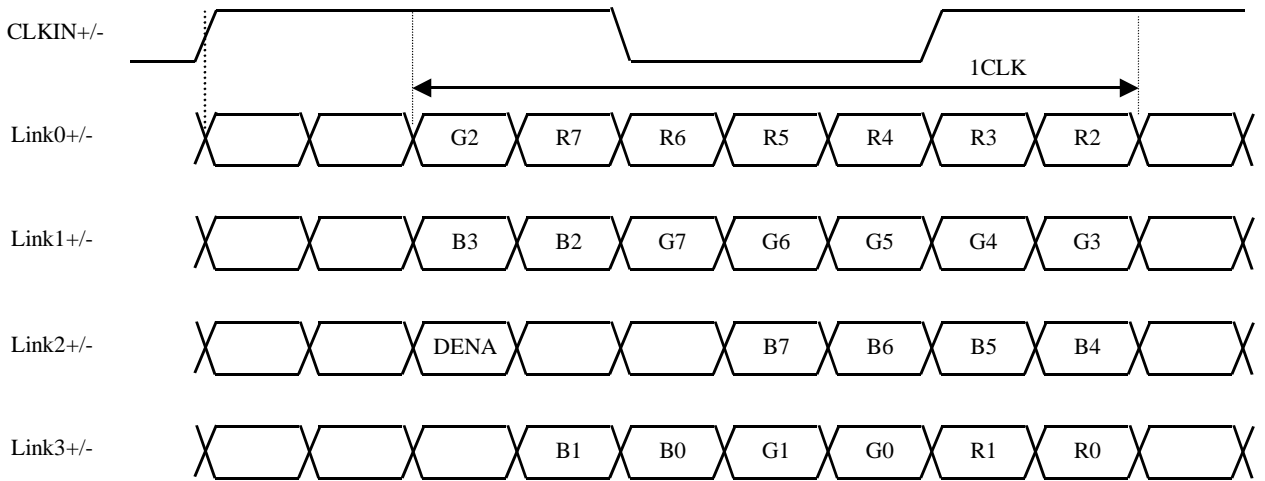 CLKIN+/-
1CLK
Link0+/- G2 R7 R6 R5 R4 R3 R2
Link1+/- B3 B2 G7 G6 G5 G4 G3
Link2+/- DENA B7 B6 B5 B4
Link3+/- B1 B0 G1 G0 R1 R0